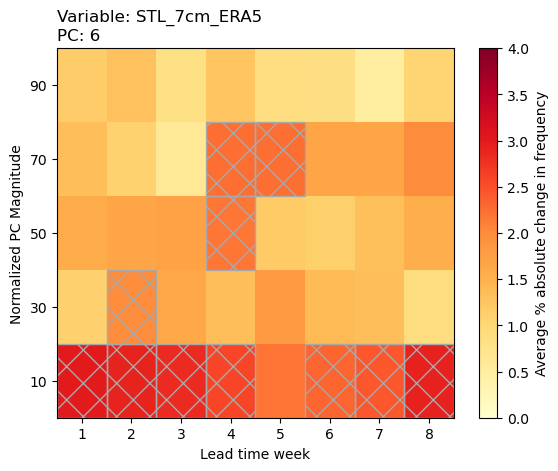 Variable: STL_7cm_ERA5
PC: 6
90
70
50
30
10
Normalized PC Magnitude
1 2 3 4 5 6 7 8
Lead time week
4.0
3.5
3.0
2.5
2.0
1.5
1.0
0.5
0.0
Average % absolute change in frequency